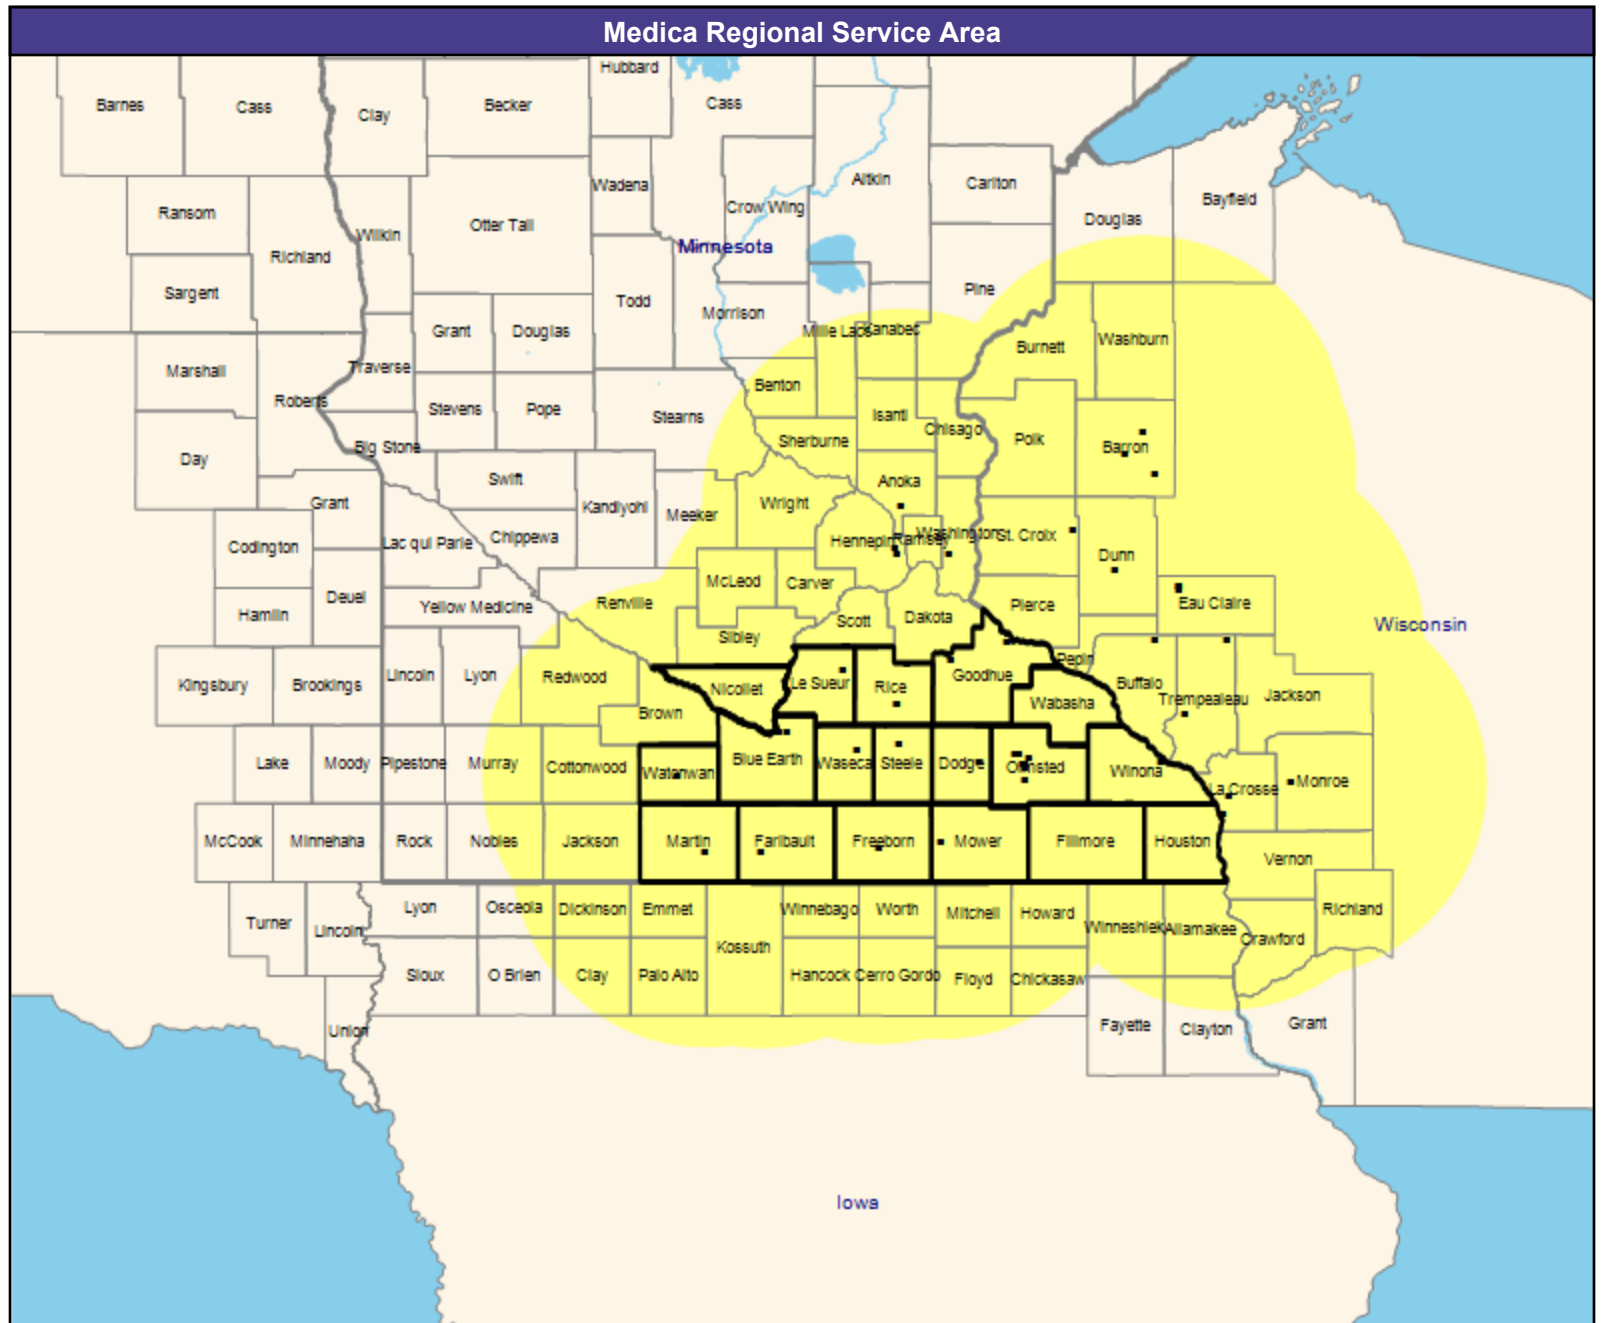 Medica Regional Service Area
Hubbard
Barnes
Cass
Clay
Becker
Cass
Wadena
Aitkin
Carlton
Crow Wing
Bayfield
Ransom
Otter Tail
Douglas
Wilkin
Minnesota
Richland
Sargent
Todd
Pine
Morrison
Grant
Douglas
Mille Lacs
Kanabec
Burnett
Washburn
Marshall
Traverse
Benton
Roberts
Stevens
Pope
Stearns
Isanti
Chisago
Polk
Barron
Big Stone
Sherburne
Day
Swift
Anoka
Grant
Kandiyohi
Meeker
Wright
Codington
Lac qui Parle
Chippewa
Hennepin
Ramsey
Washington
St. Croix
Dunn
McLeod
Carver
Deuel
Hamlin
Yellow Medicine
Renville
Scott
Dakota
Pierce
Eau Claire
Wisconsin
Sibley
Pepin
Kingsbury
Brookings
Lincoln
Lyon
Redwood
Nicollet
Le Sueur
Rice
Goodhue
Wabasha
Buffalo
Trempealeau
Jackson
Brown
Lake
Moody
Pipestone
Murray
Cottonwood
Watonwan
Blue Earth
Waseca
Steele
Dodge
Olmsted
Winona
La Crosse
Monroe
McCook
Minnehaha
Rock
Nobles
Jackson
Martin
Faribault
Freeborn
Mower
Fillmore
Houston
Vernon
Turner
Lincoln
Lyon
Osceola
Dickinson
Emmet
Kossuth
Winnebago
Worth
Mitchell
Howard
Winneshiek
Allamakee
Crawford
Richland
Sioux
O Brien
Clay
Palo Alto
Hancock
Cerro Gordo
Floyd
Chickasaw
Union
Fayette
Clayton
Grant
Iowa